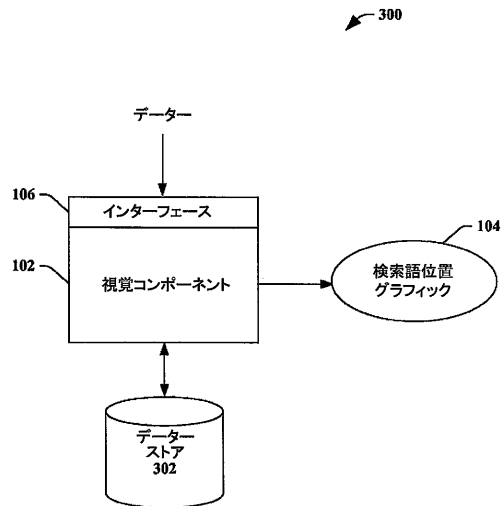 300
データー
106
インターフェース
104
102
視覚コンポーネント
検索語位置
グラフィック
データー
ストア
302